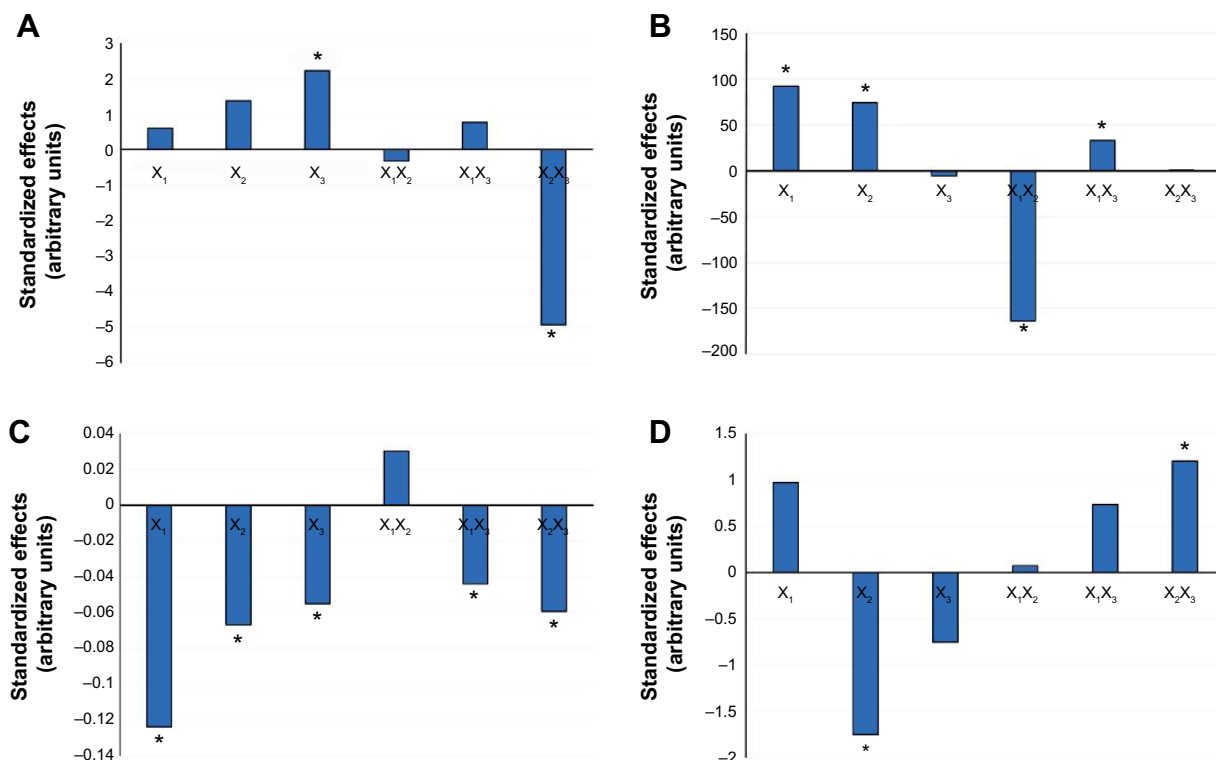 A
Standardized effects
(arbitrary units)
3
2
1
0
–1
–2
–3
–4
–5
–6
*
*
X₁
X₂
X₃
X₁X₂
X₁X₃
X₂X₃
B
Standardized effects
(arbitrary units)
150
100
50
0
–50
–100
–150
–200
*
*
*
*
X₁
X₂
X₃
X₁X₂
X₁X₃
X₂X₃
C
Standardized effects
(arbitrary units)
0.04
0.02
0
–0.02
–0.04
–0.06
–0.08
–0.1
–0.12
–0.14
X₁
X₂
X₃
X₁X₂
X₁X₃
X₂X₃
*
*
*
*
*
D
Standardized effects
(arbitrary units)
1.5
1
0.5
0
–0.5
–1
–1.5
–2
*
*
X₁
X₂
X₃
X₁X₂
X₁X₃
X₂X₃